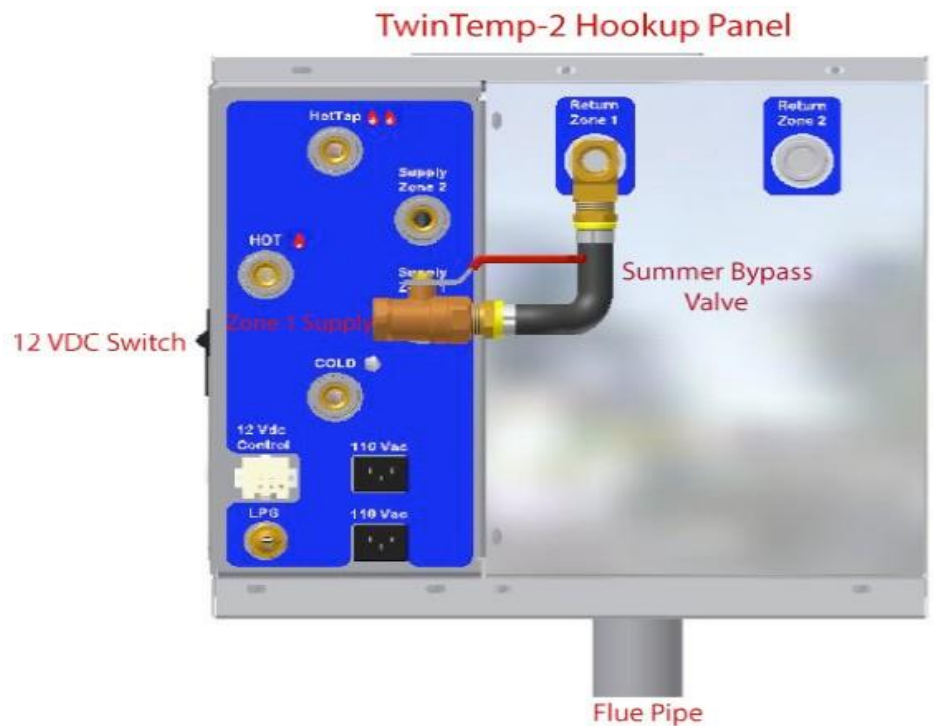 TwinTemp-2 Hookup Panel
HotTap
Return
Zone 1
Return
Zone 2
Supply
Zone 2
HOT
Supply
Summer Bypass
Valve
Zone 1 Supply
12 VDC Switch
COLD
12 Vdc
Control
110 Vac
LPG
110 Vac
Flue Pipe